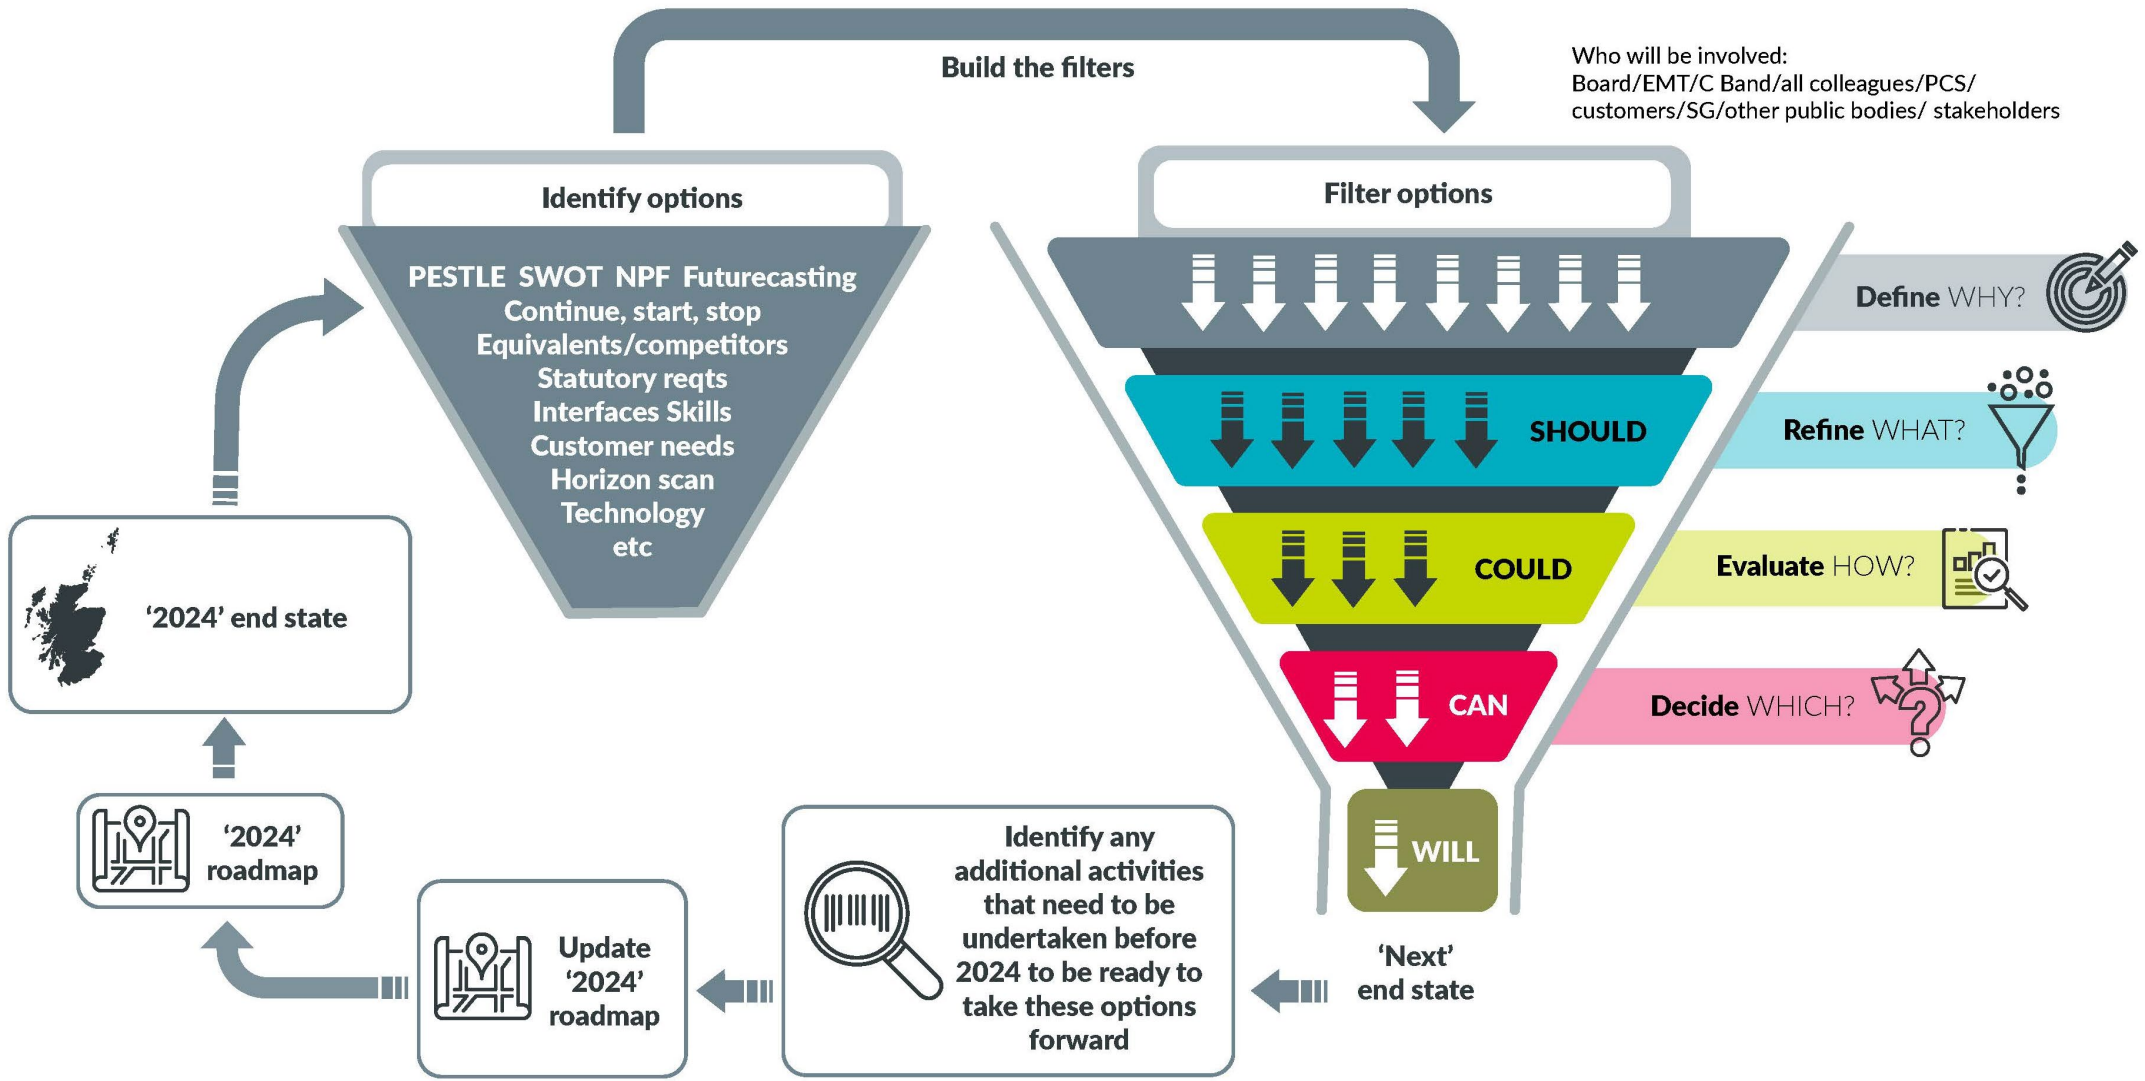 Build the filters
Who will be involved:
Board/EMT/C Band/all colleagues/PCS/
customers/SG/other public bodies/ stakeholders
Identify options
PESTLE SWOT NPF Futurecasting
Continue, start, stop
Equivalents/competitors
Statutory reqts
Interfaces Skills
Customer needs
Horizon scan
Technology
etc
Filter options
Define WHY?
SHOULD
Refine WHAT?
COULD
Evaluate HOW?
CAN
Decide WHICH?
WILL
‘Next’
end state
Identify any
additional activities
that need to be
undertaken before
2024 to be ready to
take these options
forward
Update
‘2024’
roadmap
‘2024’
roadmap
‘2024’ end state